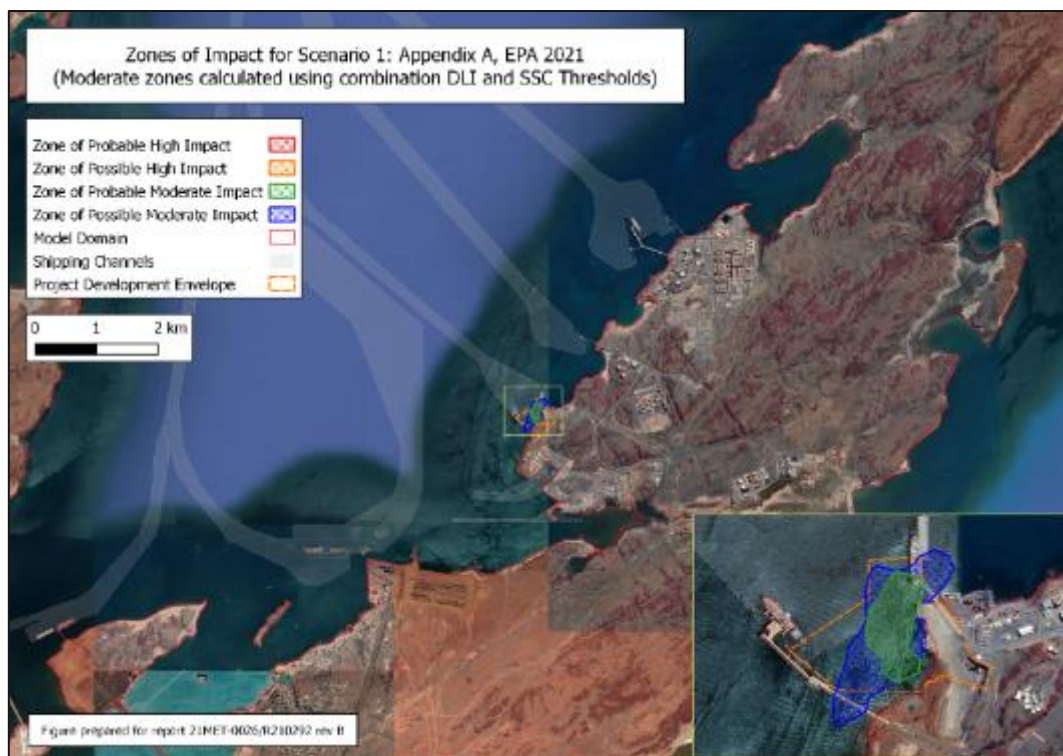 Zones of Impact for Scenario 1: Appendix A, EPA 2021
(Moderate zones calculated using combination DLI and SSC Thresholds)
Zone of Probable High Impact
Zone of Possible High Impact
Zone of Probable Moderate Impact
Zone of Possible Moderate Impact
Model Domain
Shipping Channels
Project Development Envelope
0 1 2 km
Figure prepared for report 21MET-0026/R210292 rev B